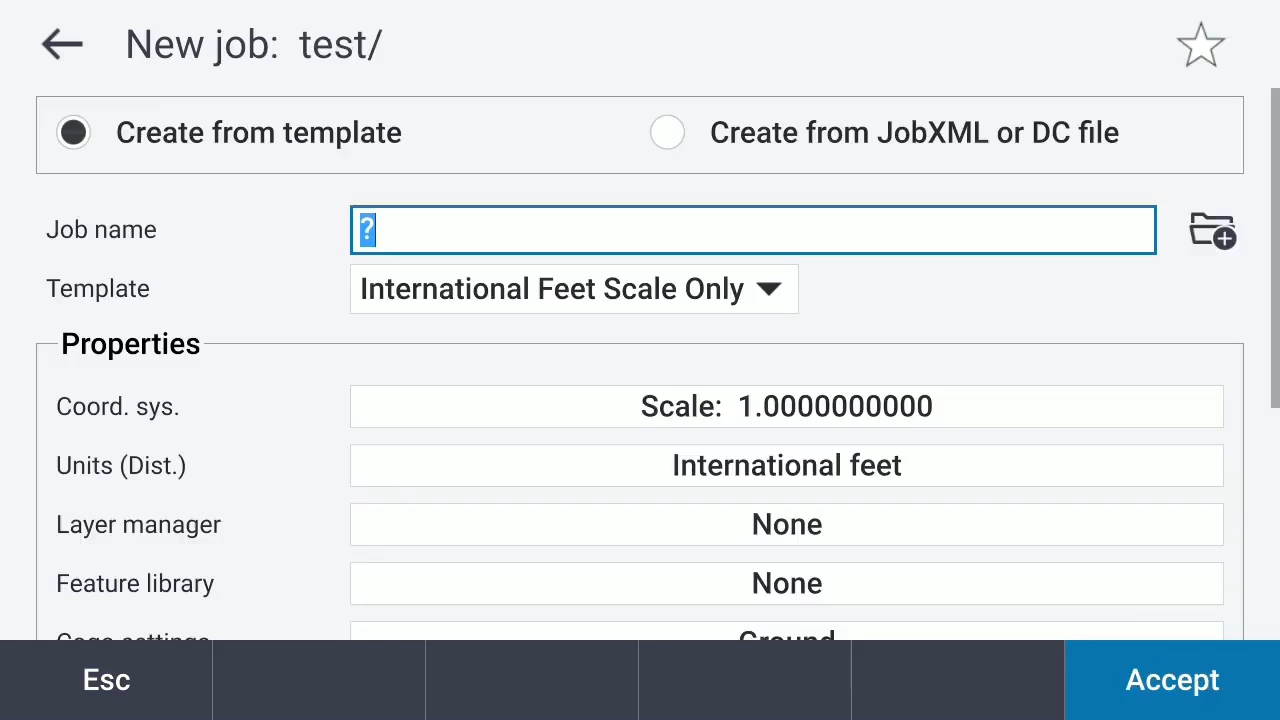 New job: test/
Create from template
Create from JobXML or DC file
Job name
?
Template
International Feet Scale Only
Properties
Coord. sys.
Scale: 1.0000000000
Units (Dist.)
International feet
Layer manager
None
Feature library
None
Cogo settings
Ground
Esc
Accept